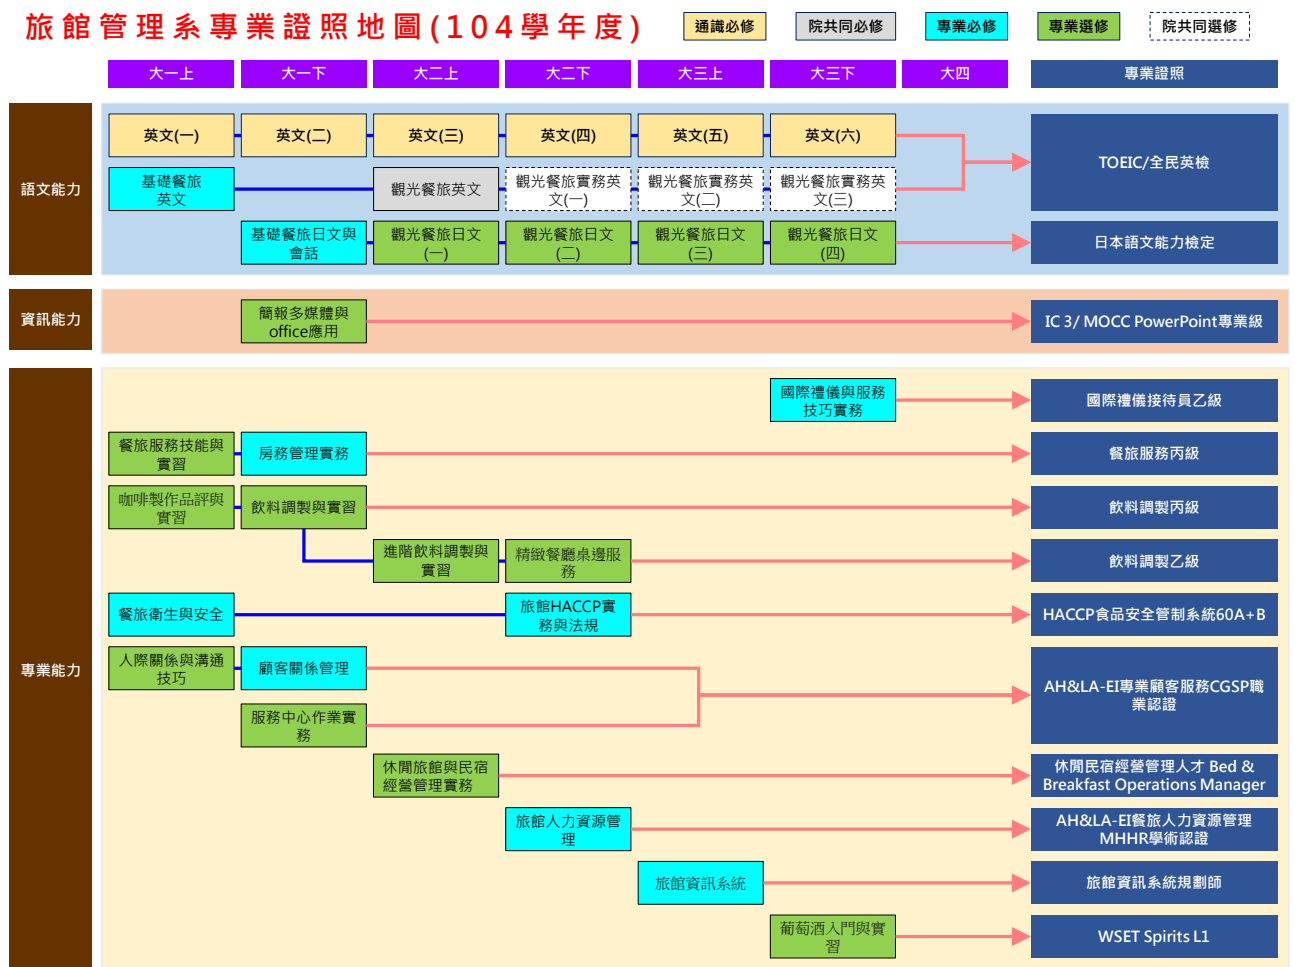 旅館管理系專業證照地圖(104學年度)
通識必修
院共同必修
專業必修
專業選修
院共同選修
大一上
大一下
大二上
大二下
大三上
大三下
大四
專業證照
語文能力
英文(一)
英文(二)
英文(三)
英文(四)
英文(五)
英文(六)
TOEIC/全民英檢
基礎餐旅
英文
觀光餐旅英文
觀光餐旅實務英
文(一)
觀光餐旅實務英
文(二)
觀光餐旅實務英
文(三)
基礎餐旅日文與
會話
觀光餐旅日文
(一)
觀光餐旅日文
(二)
觀光餐旅日文
(三)
觀光餐旅日文
(四)
日本語文能力檢定
資訊能力
簡報多媒體與
office應用
IC 3/ MOCC PowerPoint專業級
專業能力
國際禮儀與服務
技巧實務
國際禮儀接待員乙級
餐旅服務技能與
實習
房務管理實務
餐旅服務丙級
咖啡製作品評與
實習
飲料調製與實習
飲料調製丙級
進階飲料調製與
實習
精緻餐廳桌邊服
務
飲料調製乙級
餐旅衛生與安全
旅館HACCP實
務與法規
HACCP食品安全管制系統60A+B
人際關係與溝通
技巧
顧客關係管理
服務中心作業實
務
AH&LA-EI專業顧客服務CGSP職
業認證
休閒旅館與民宿
經營管理實務
休閒民宿經營管理人才 Bed &
Breakfast Operations Manager
旅館人力資源管
理
AH&LA-EI餐旅人力資源管理
MHHR學術認證
旅館資訊系統
旅館資訊系統規劃師
葡萄酒入門與實
習
WSET Spirits L1